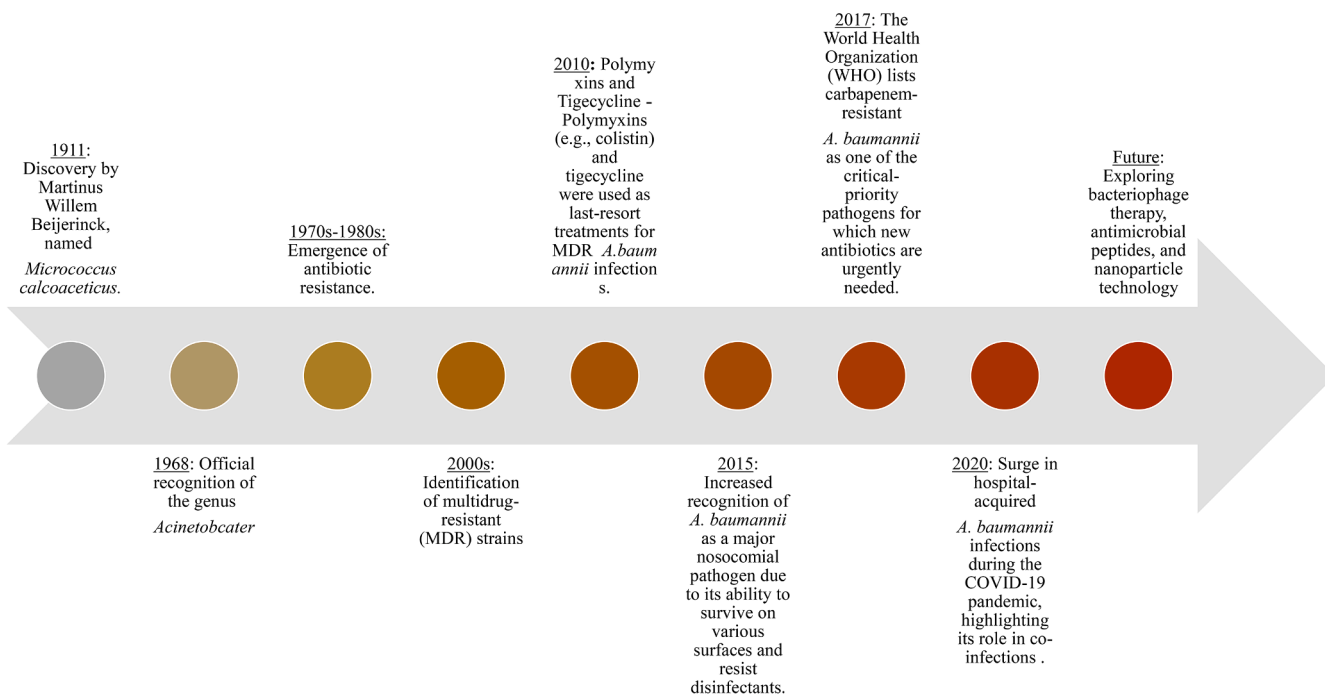 1911:
Discovery by
Martinus
Willem
Beijerinck,
named
Micrococcus
calcoaceticus.
1968: Official
recognition of
the genus
Acinetobcater
1970s-1980s:
Emergence of
antibiotic
resistance.
2000s:
Identification
of multidrug-
resistant
(MDR) strains
2010: Polymy
xins and
Tigecycline -
Polymyxins
(e.g., colistin)
and
tigecycline
were used as
last-resort
treatments for
MDR A.baum
annii infection
s.
2015:
Increased
recognition of
A. baumannii
as a major
nosocomial
pathogen due
to its ability to
survive on
various
surfaces and
resist
disinfectants.
2017: The
World Health
Organization
(WHO) lists
carbapenem-
resistant
A. baumannii
as one of the
critical-
priority
pathogens for
which new
antibiotics are
urgently
needed.
2020: Surge in
hospital-
acquired
A. baumannii
infections
during the
COVID-19
pandemic,
highlighting
its role in co-
infections .
Future:
Exploring
bacteriophage
therapy,
antimicrobial
peptides, and
nanoparticle
technology